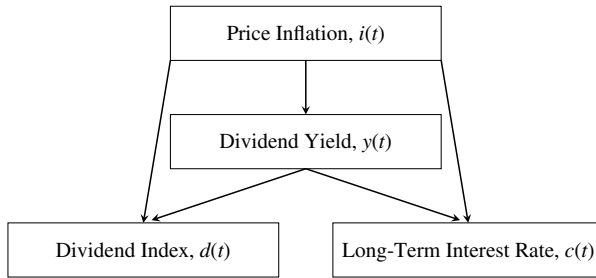 Price Inflation, i(t)
Dividend Yield, y(t)
Dividend Index, d(t)
Long-Term Interest Rate, c(t)